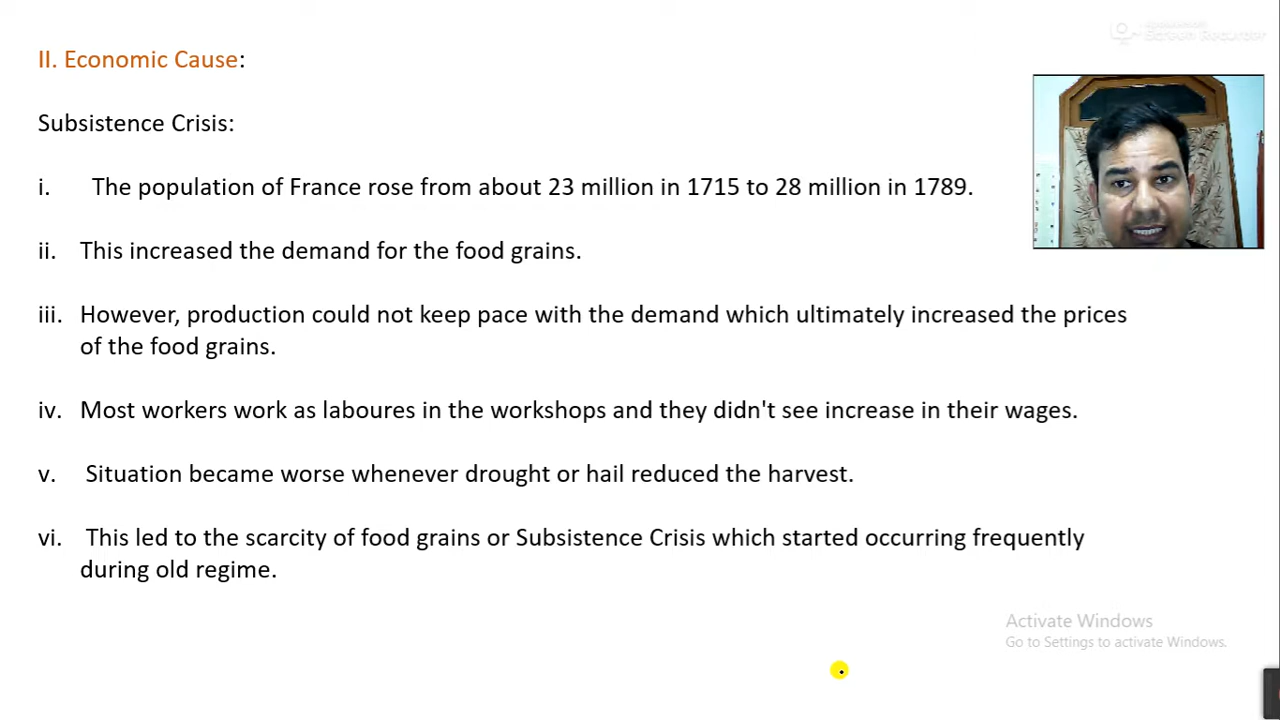 Screen Recorder
II. Economic Cause:
Subsistence Crisis:
i. The population of France rose from about 23 million in 1715 to 28 million in 1789.
ii. This increased the demand for the food grains.
iii. However, production could not keep pace with the demand which ultimately increased the prices
of the food grains.
iv. Most workers work as laboures in the workshops and they didn't see increase in their wages.
v. Situation became worse whenever drought or hail reduced the harvest.
vi. This led to the scarcity of food grains or Subsistence Crisis which started occurring frequently
during old regime.
Activate Windows
Go to Settings to activate Windows.